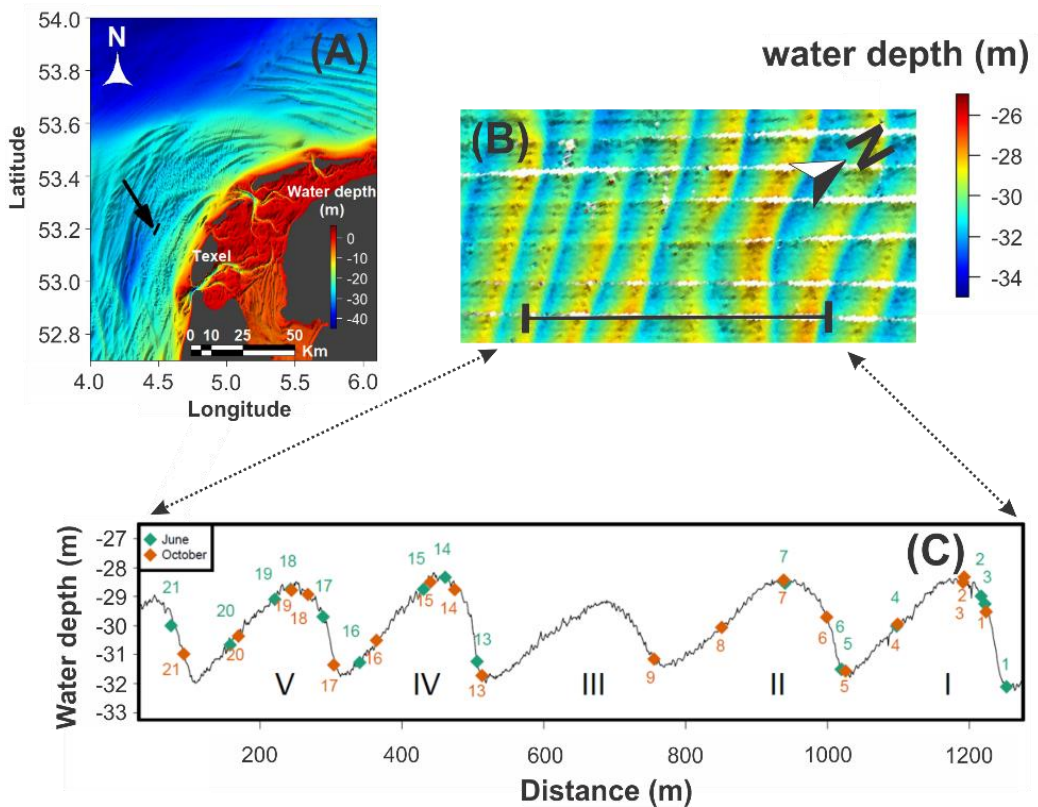 54.0
53.8
53.6
53.4
53.2
53.0
52.8
Latitude
N
(A)
Water depth
(m)
0
-10
-20
-30
-40
Texel
0 10 25 50
Km
4.0 4.5 5.0 5.5 6.0
Longitude
water depth (m)
(B)
N
-26
-28
-30
-32
-34
June
October
(C)
-27
-28
-29
-30
-31
-32
-33
Water depth (m)
21
20
19
18
17
16
15
14
13
7
6
5
4
2
3
1
21
20
19
18
17
16
15
14
13
9
8
7
6
5
4
2
3
1
V IV III II I
200 400 600 800 1000 1200
Distance (m)